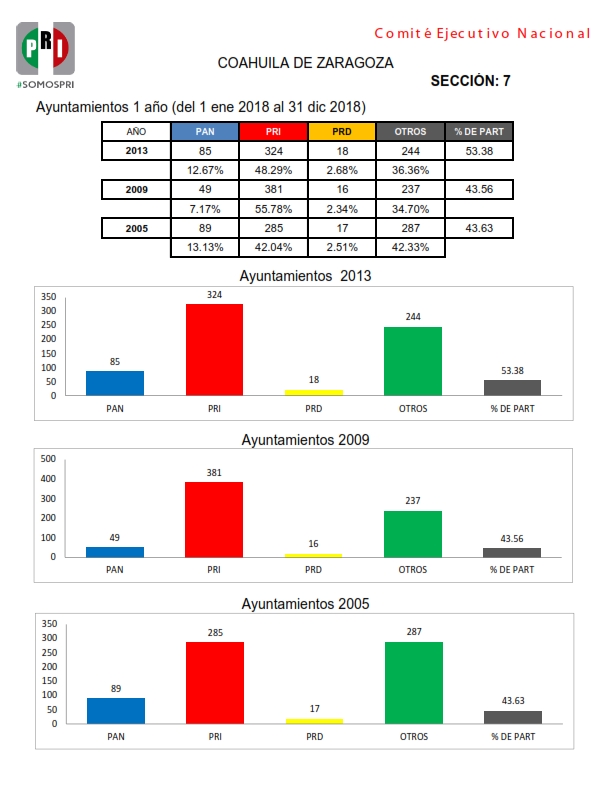 Comité Ejecutivo Nacional
PRI
#SOMOSPRI
COAHUILA DE ZARAGOZA
SECCIÓN: 7
Ayuntamientos 1 año (del 1 ene 2018 al 31 dic 2018)
AÑO PAN PRI PRD OTROS % DE PART
2013 85 324 18 244 53.38
12.67% 48.29% 2.68% 36.36%
2009 49 381 16 237 43.56
7.17% 55.78% 2.34% 34.70%
2005 89 285 17 287 43.63
13.13% 42.04% 2.51% 42.33%
Ayuntamientos 2013
350
300
250
200
150
100
50
0
85 324 18 244 53.38
PAN PRI PRD OTROS % DE PART
Ayuntamientos 2009
500
400
300
200
100
0
49 381 16 237 43.56
PAN PRI PRD OTROS % DE PART
Ayuntamientos 2005
350
300
250
200
150
100
50
0
89 285 17 287 43.63
PAN PRI PRD OTROS % DE PART